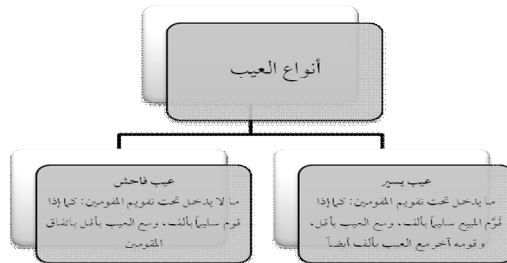 أنواع العيب
عيب يسير
ما يدخل تحت تقويم المقومين: كما إذا
قُوِّم المبيع سليماً بألف، ومع العيب بأقل،
وقومه آخر مع العيب بألف أيضاً
عيب فاحش
ما لا يدخل تحت تقويم المقومين: كما إذا
قوم سليماً بألف، ومع العيب بأقل باتفاق
المقومين